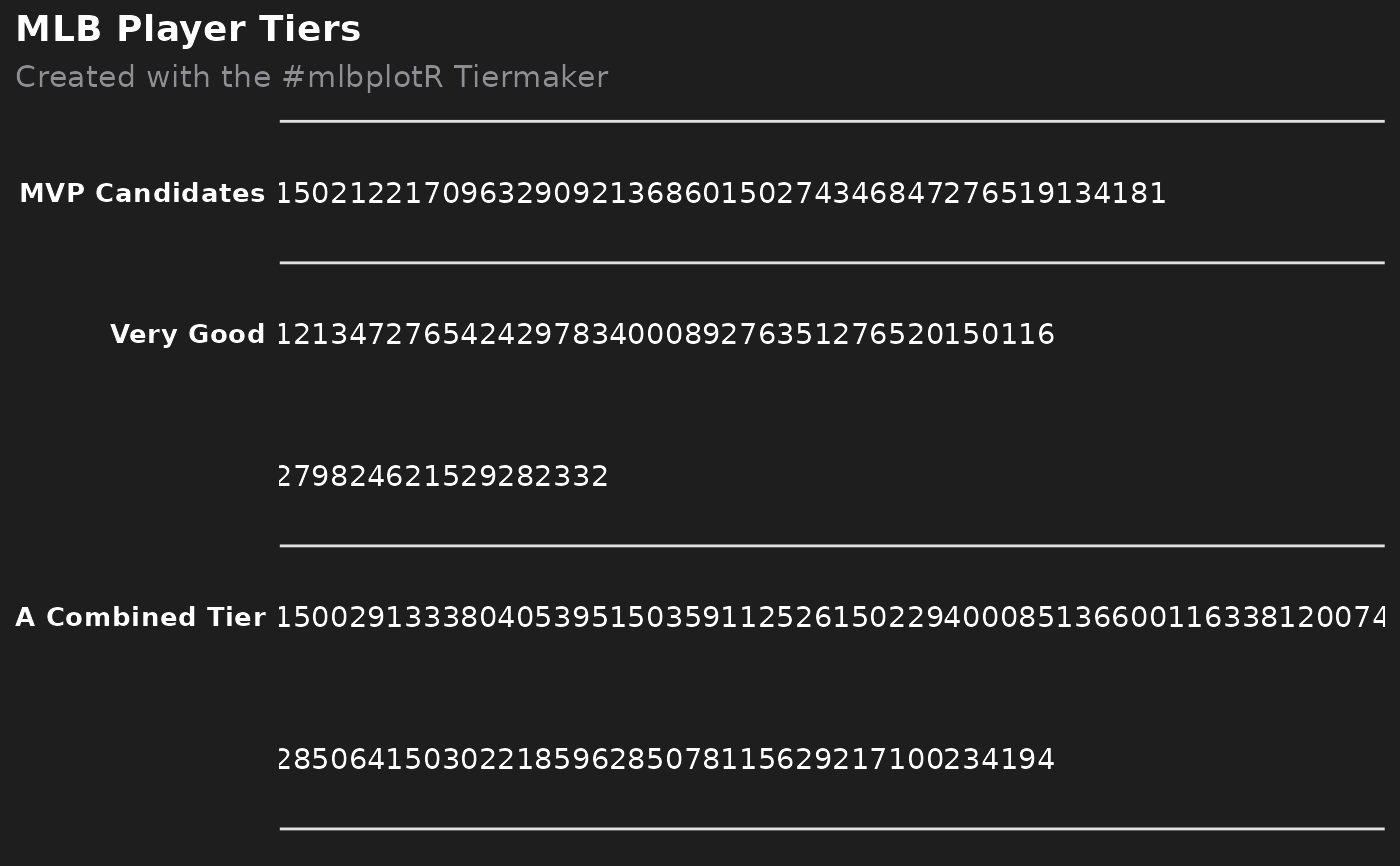 MLB Player Tiers
Created with the #mlbplotR Tiermaker
MVP Candidates 150212217096329092136860150274346847276519134181
Very Good 121347276542429783400089276351276520150116
279824621529282332
A Combined Tier 150029133380405395150359112526150229400085136600116338120074
285064150302218596285078115629217100234194